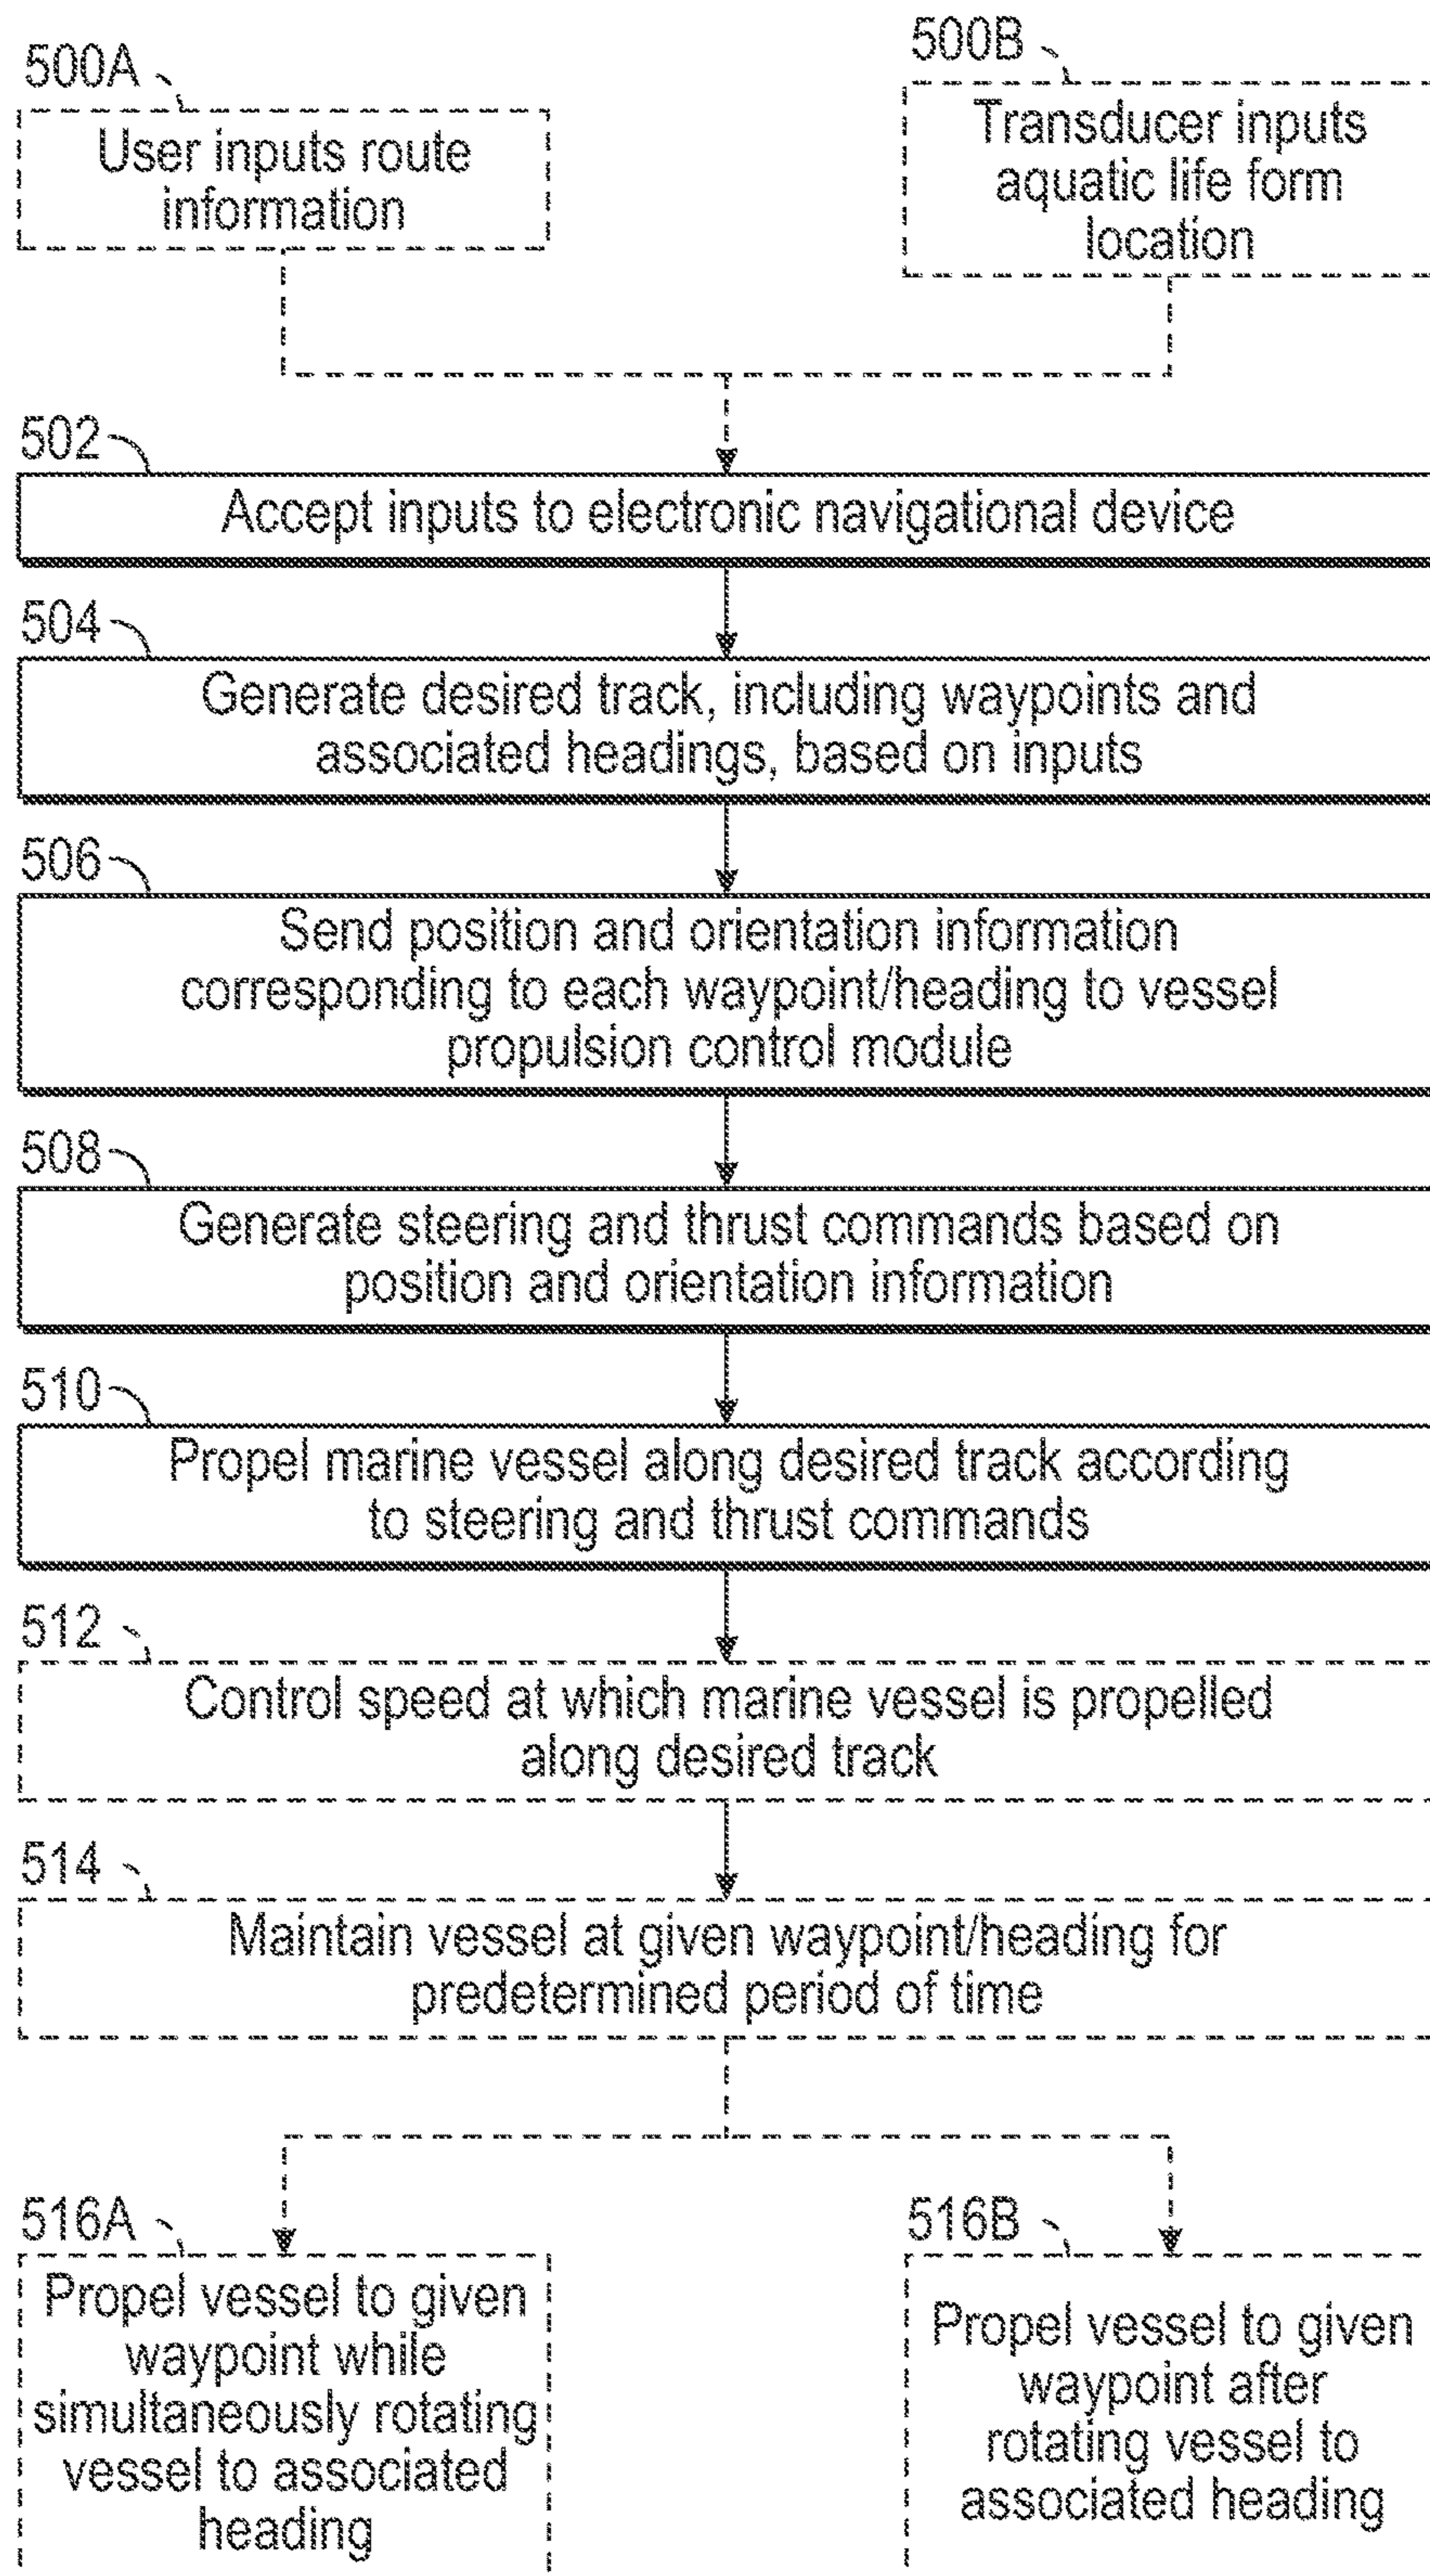 500A
User inputs route
information
500B
Transducer inputs
aquatic life form
location
502
Accept inputs to electronic navigational device
504
Generate desired track, including waypoints and
associated headings, based on inputs
506
Send position and orientation information
corresponding to each waypoint/heading to vessel
propulsion control module
508
Generate steering and thrust commands based on
position and orientation information
510
Propel marine vessel along desired track according
to steering and thrust commands
512
Control speed at which marine vessel is propelled
along desired track
514
Maintain vessel at given waypoint/heading for
predetermined period of time
516A
Propel vessel to given
waypoint while
simultaneously rotating
vessel to associated
heading
516B
Propel vessel to given
waypoint after
rotating vessel to
associated heading